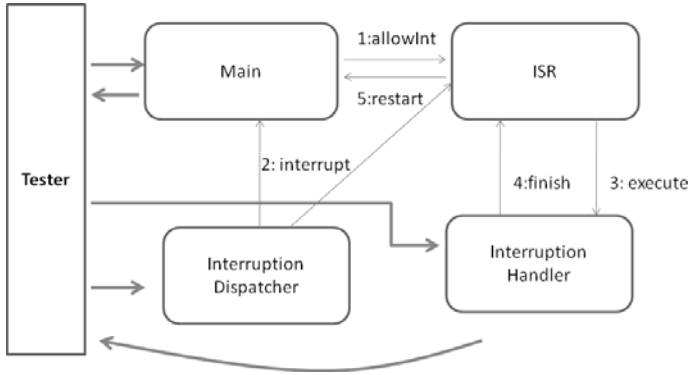 1:allowInt
Main
ISR
5:restart
2: interrupt
Tester
4:finish
3: execute
Interruption
Dispatcher
Interruption
Handler